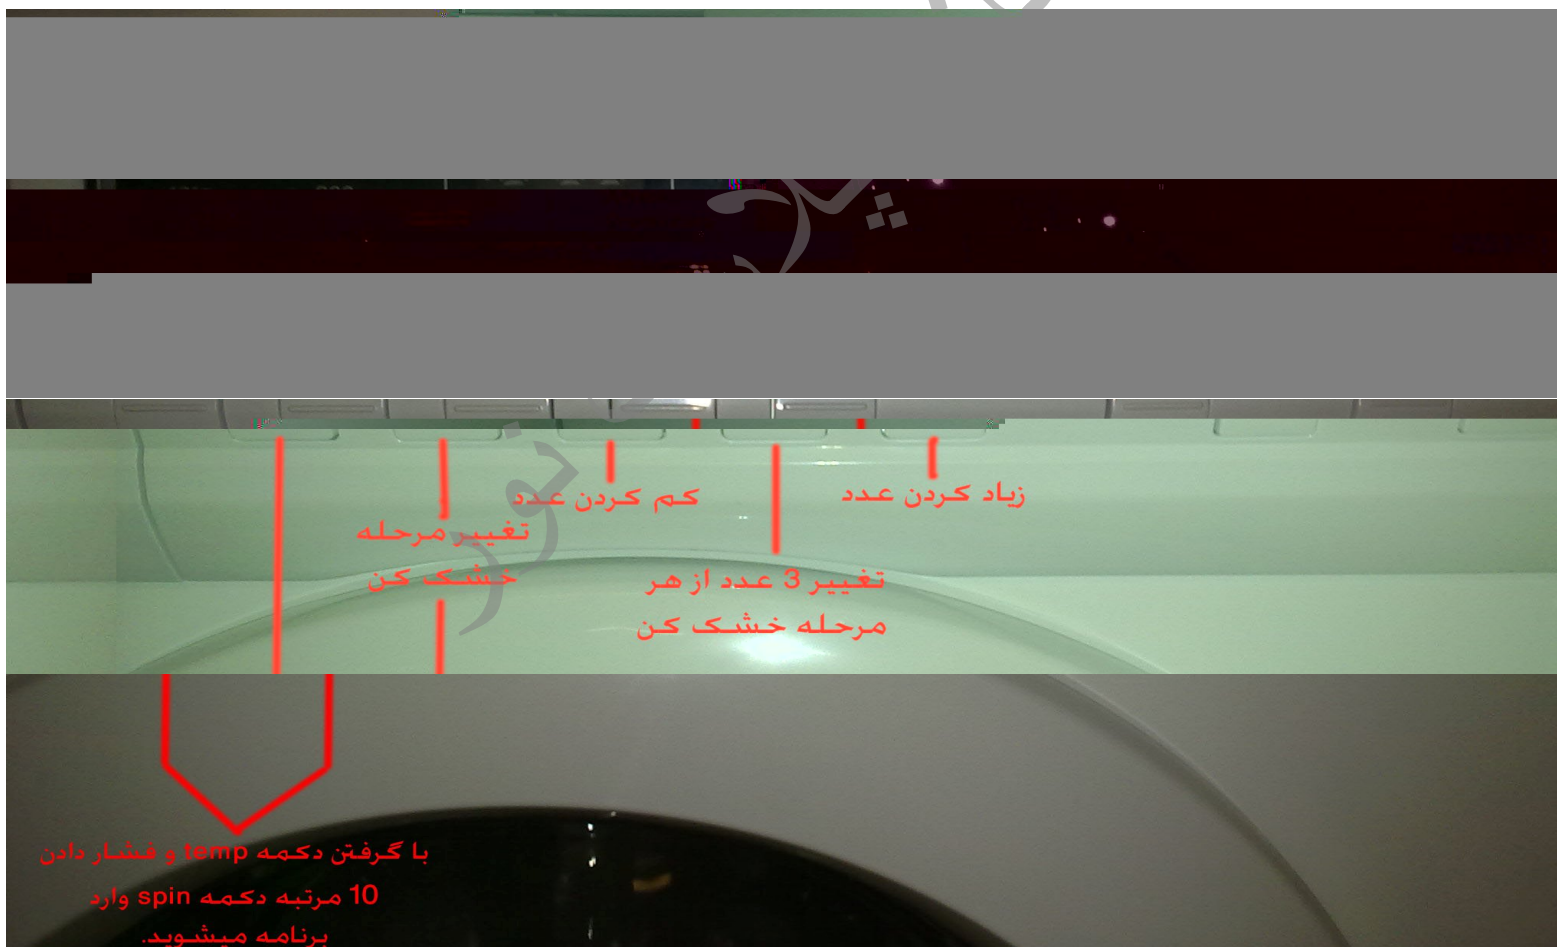 زیاد کردن عدد
کم کردن عدد
تغییر مرحله
خشک کن
تغییر 3 عدد از هر
مرحله خشک کن
با گرفتن دکمه temp و فشار دادن
10 مرتبه دکمه spin وارد
برنامه میشوید.